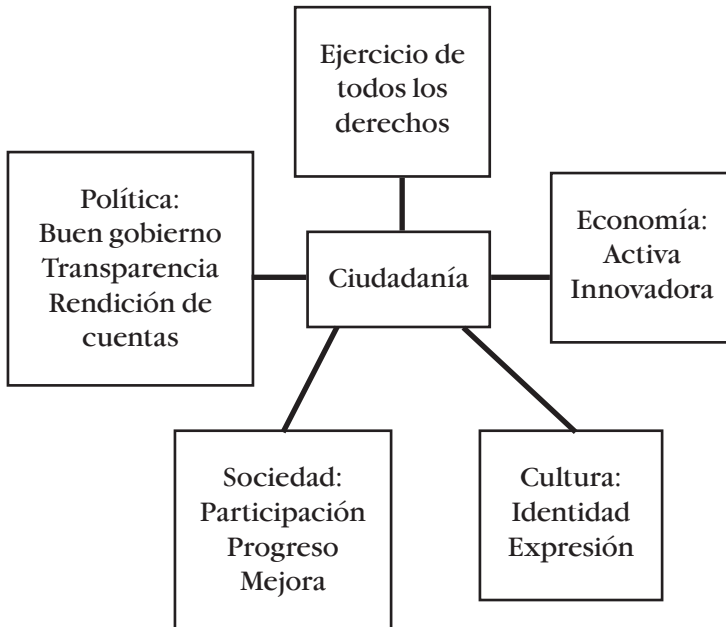 Ejercicio de
todos los
derechos
Política:
Buen gobierno
Transparencia
Rendición de
cuentas
Ciudadanía
Economía:
Activa
Innovadora
Sociedad:
Participación
Progreso
Mejora
Cultura:
Identidad
Expresión